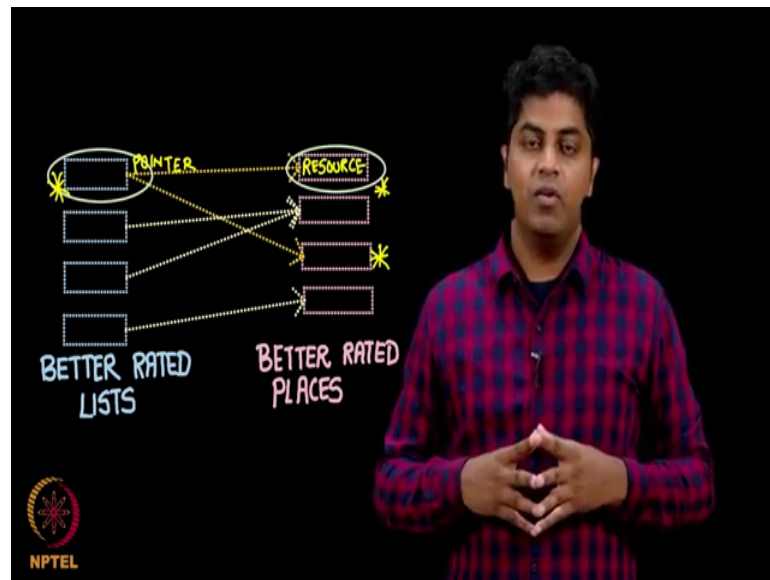 POINTER
RESOURCE
BETTER RATED
LISTS
BETTER RATED
PLACES
NPTEL